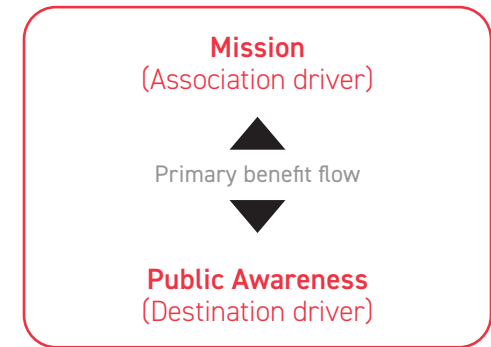 Mission
(Association driver)
Primary benefit flow
Public Awareness
(Destination driver)